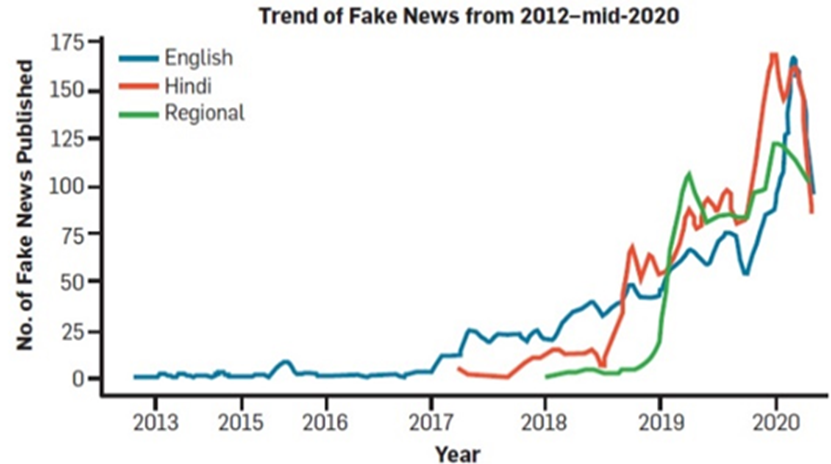 Trend of Fake News from 2012–mid-2020
No. of Fake News Published
175
150
125
100
75
50
25
0
English
Hindi
Regional
2013 2015 2016 2017 2018 2019 2020
Year